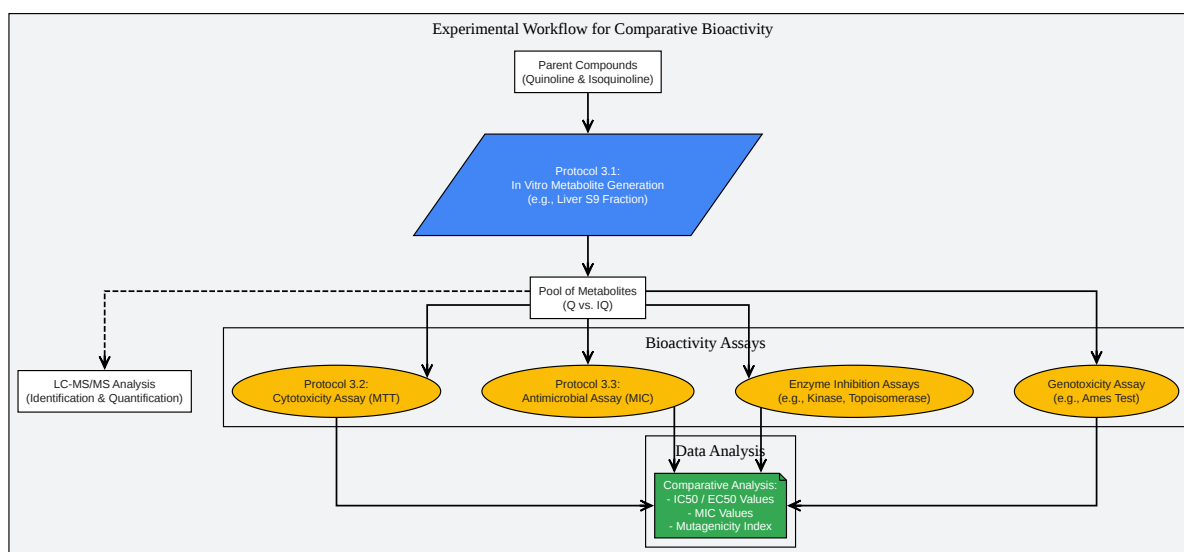 Experimental Workflow for Comparative Bioactivity
Parent Compounds
(Quinoline & Isoquinoline)
Protocol 3.1:
In Vitro Metabolite Generation
(e.g., Liver S9 Fraction)
Pool of Metabolites
(Q vs. IQ)
Bioactivity Assays
LC-MS/MS Analysis
(Identification & Quantification)
Protocol 3.2:
Cytotoxicity Assay (MTT)
Protocol 3.3:
Antimicrobial Assay (MIC)
Enzyme Inhibition Assays
(e.g., Kinase, Topoisomerase)
Genotoxicity Assay
(e.g., Ames Test)
Data Analysis
Comparative Analysis:
- IC50 / EC50 Values
- MIC Values
- Mutagenicity Index